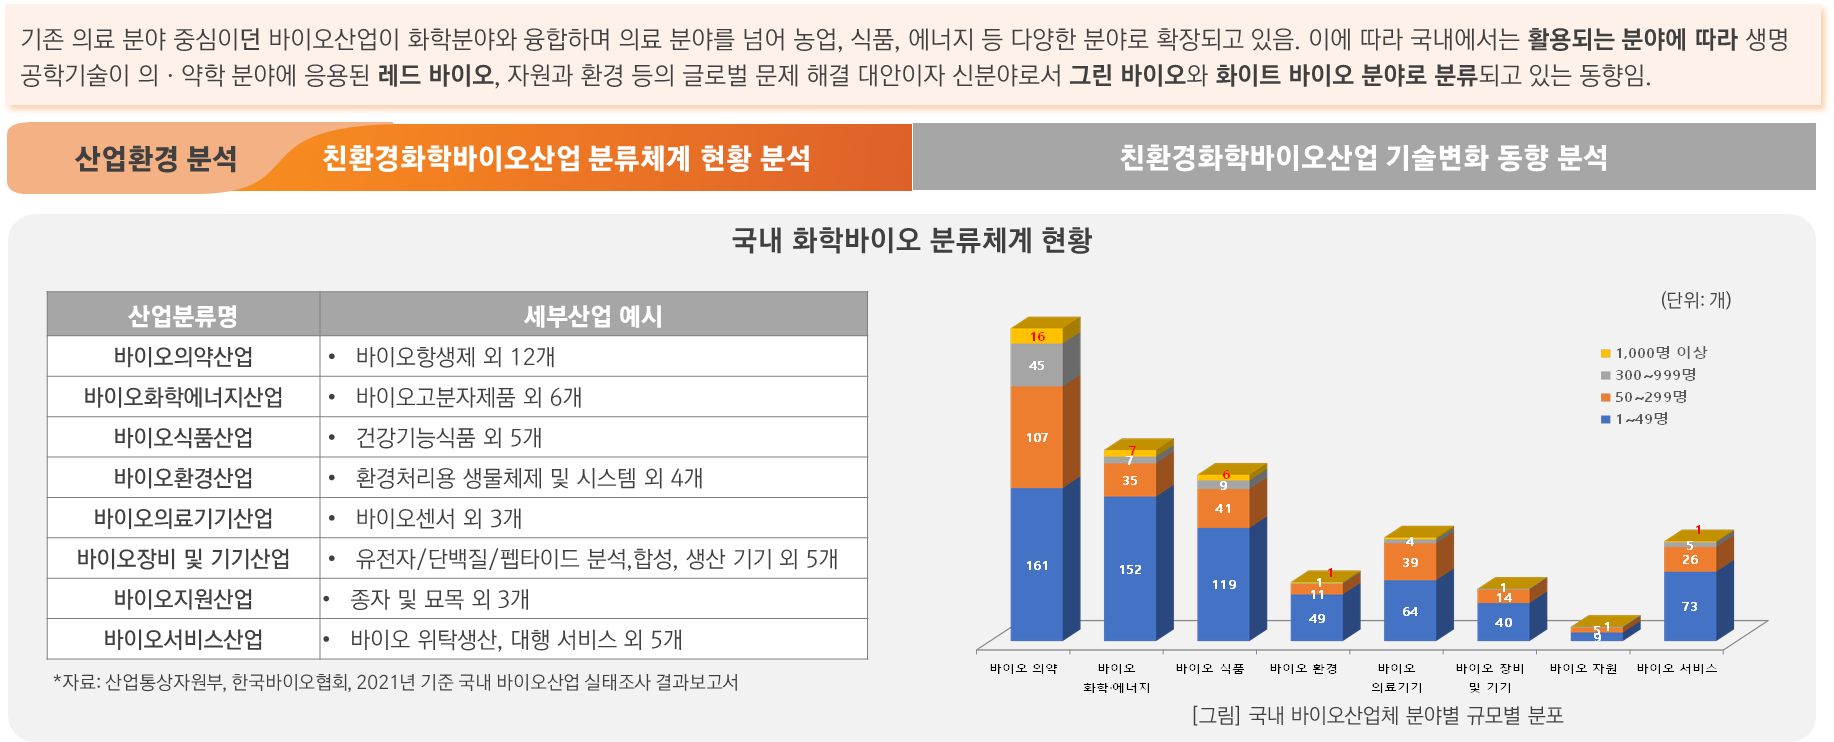 기존 의료 분야 중심이던 바이오산업이 화학분야와 융합하며 의료 분야를 넘어 농업, 식품, 에너지 등 다양한 분야로 확장되고 있음. 이에 따라 국내에서는 활용되는 분야에 따라 생명
공학기술이 의 · 약학 분야에 응용된 레드 바이오, 자원과 환경 등의 글로벌 문제 해결 대안이자 신분야로서 그린 바이오와 화이트 바이오 분야로 분류되고 있는 동향임.
산업환경 분석
친환경화학바이오산업 분류체계 현황 분석
친환경화학바이오산업 기술변화 동향 분석
국내 화학바이오 분류체계 현황
산업분류명 세부산업 예시
바이오의약산업 • 바이오항생제 외 12개
바이오화학에너지산업 • 바이오고분자제품 외 6개
바이오식품산업 • 건강기능식품 외 5개
바이오환경산업 • 환경처리용 생물체제 및 시스템 외 4개
바이오의료기기산업 • 바이오센서 외 3개
바이오장비 및 기기산업 • 유전자/단백질/펩타이드 분석,합성, 생산 기기 외 5개
바이오지원산업 • 종자 및 묘목 외 3개
바이오서비스산업 • 바이오 위탁생산, 대행 서비스 외 5개
*자료: 산업통상자원부, 한국바이오협회, 2021년 기준 국내 바이오산업 실태조사 결과보고서
(단위: 개)
1,000명 이상
300~999명
50~299명
1~49명
16
45
107
161
7
7
35
152
6
9
41
119
1
1
11
49
4
39
64
1
14
40
1
5
9
1
5
26
73
바이오 의약
바이오
화학·에너지
바이오 식품
바이오 환경
바이오
의료기기
바이오 장비
및 기기
바이오 자원
바이오 서비스
[그림] 국내 바이오산업체 분야별 규모별 분포